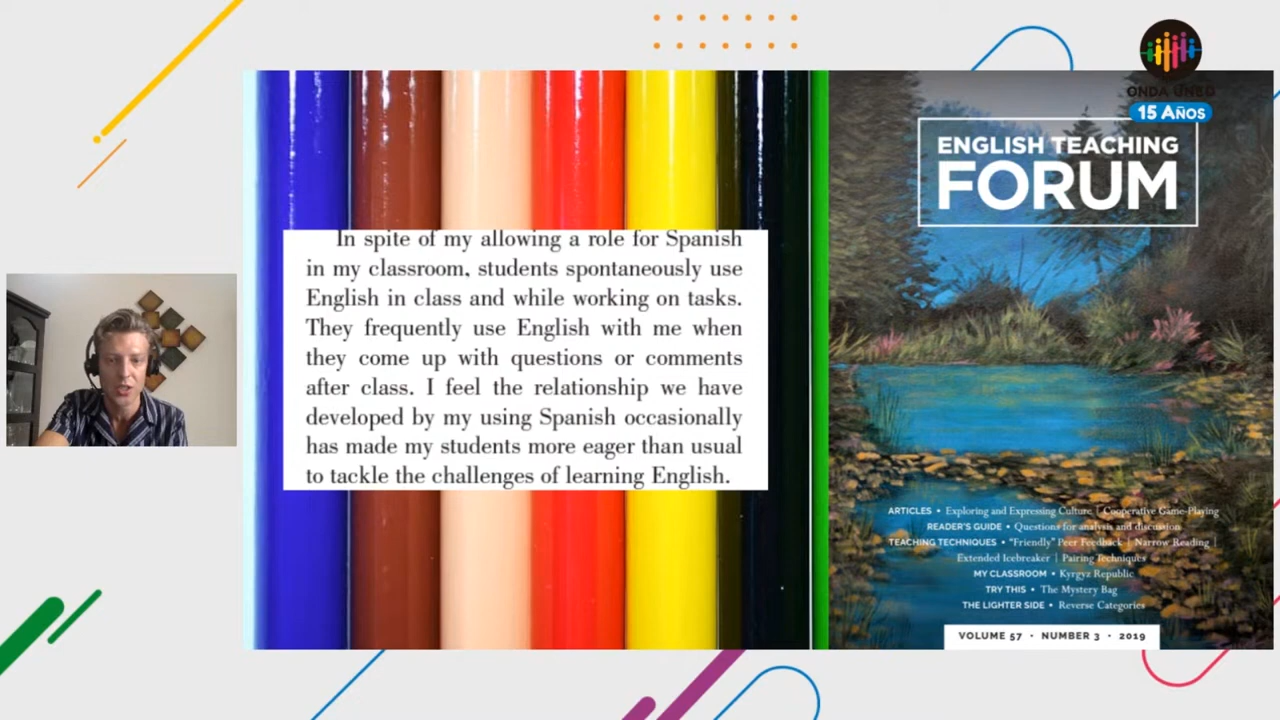 ONDA UNED
15 AÑOS
In spite of my allowing a role for Spanish
in my classroom, students spontaneously use
English in class and while working on tasks.
They frequently use English with me when
they come up with questions or comments
after class. I feel the relationship we have
developed by my using Spanish occasionally
has made my students more eager than usual
to tackle the challenges of learning English.
ENGLISH TEACHING
FORUM
ARTICLES • Exploring and Expressing Culture | Cooperative Game-Playing
READER'S GUIDE • Questions for analysis and discussion
TEACHING TECHNIQUES • "Friendly" Peer Feedback | Narrow Reading |
Extended Icebreaker | Pairing Techniques
MY CLASSROOM • Kyrgyz Republic
TRY THIS • The Mystery Bag
THE LIGHTER SIDE • Reverse Categories
VOLUME 57 • NUMBER 3 • 2019